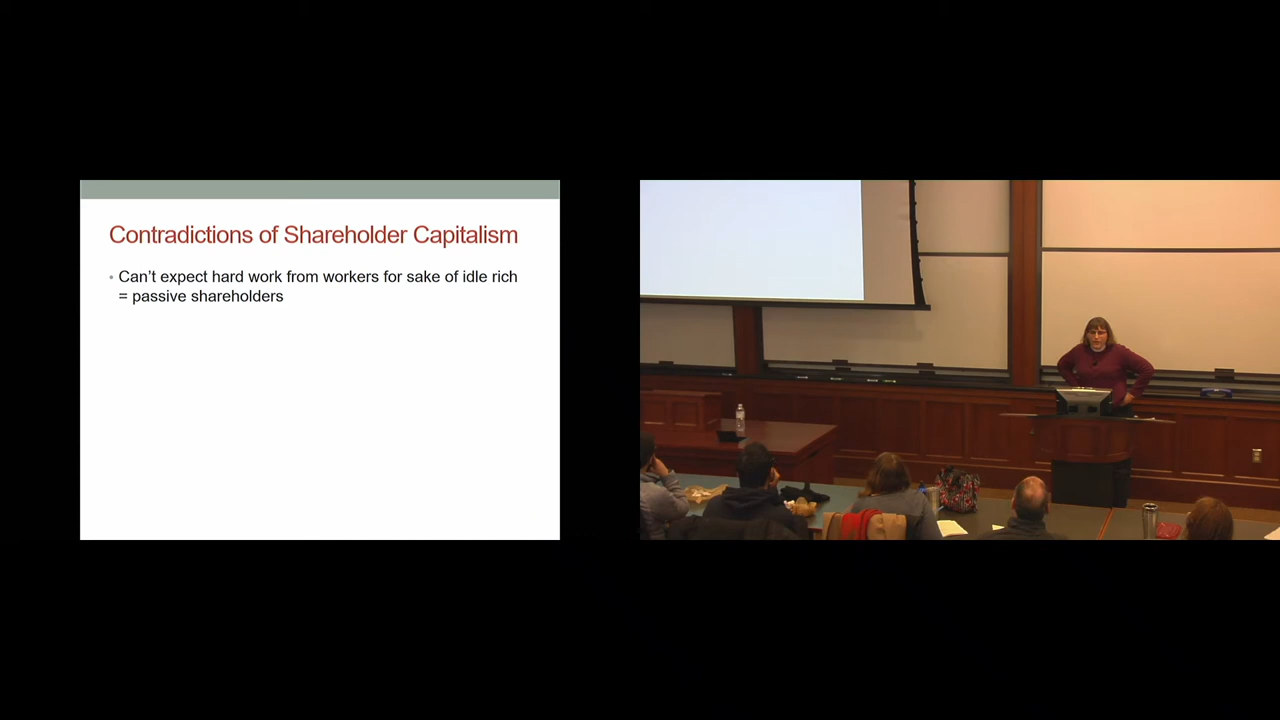 Contradictions of Shareholder Capitalism
• Can't expect hard work from workers for sake of idle rich
= passive shareholders